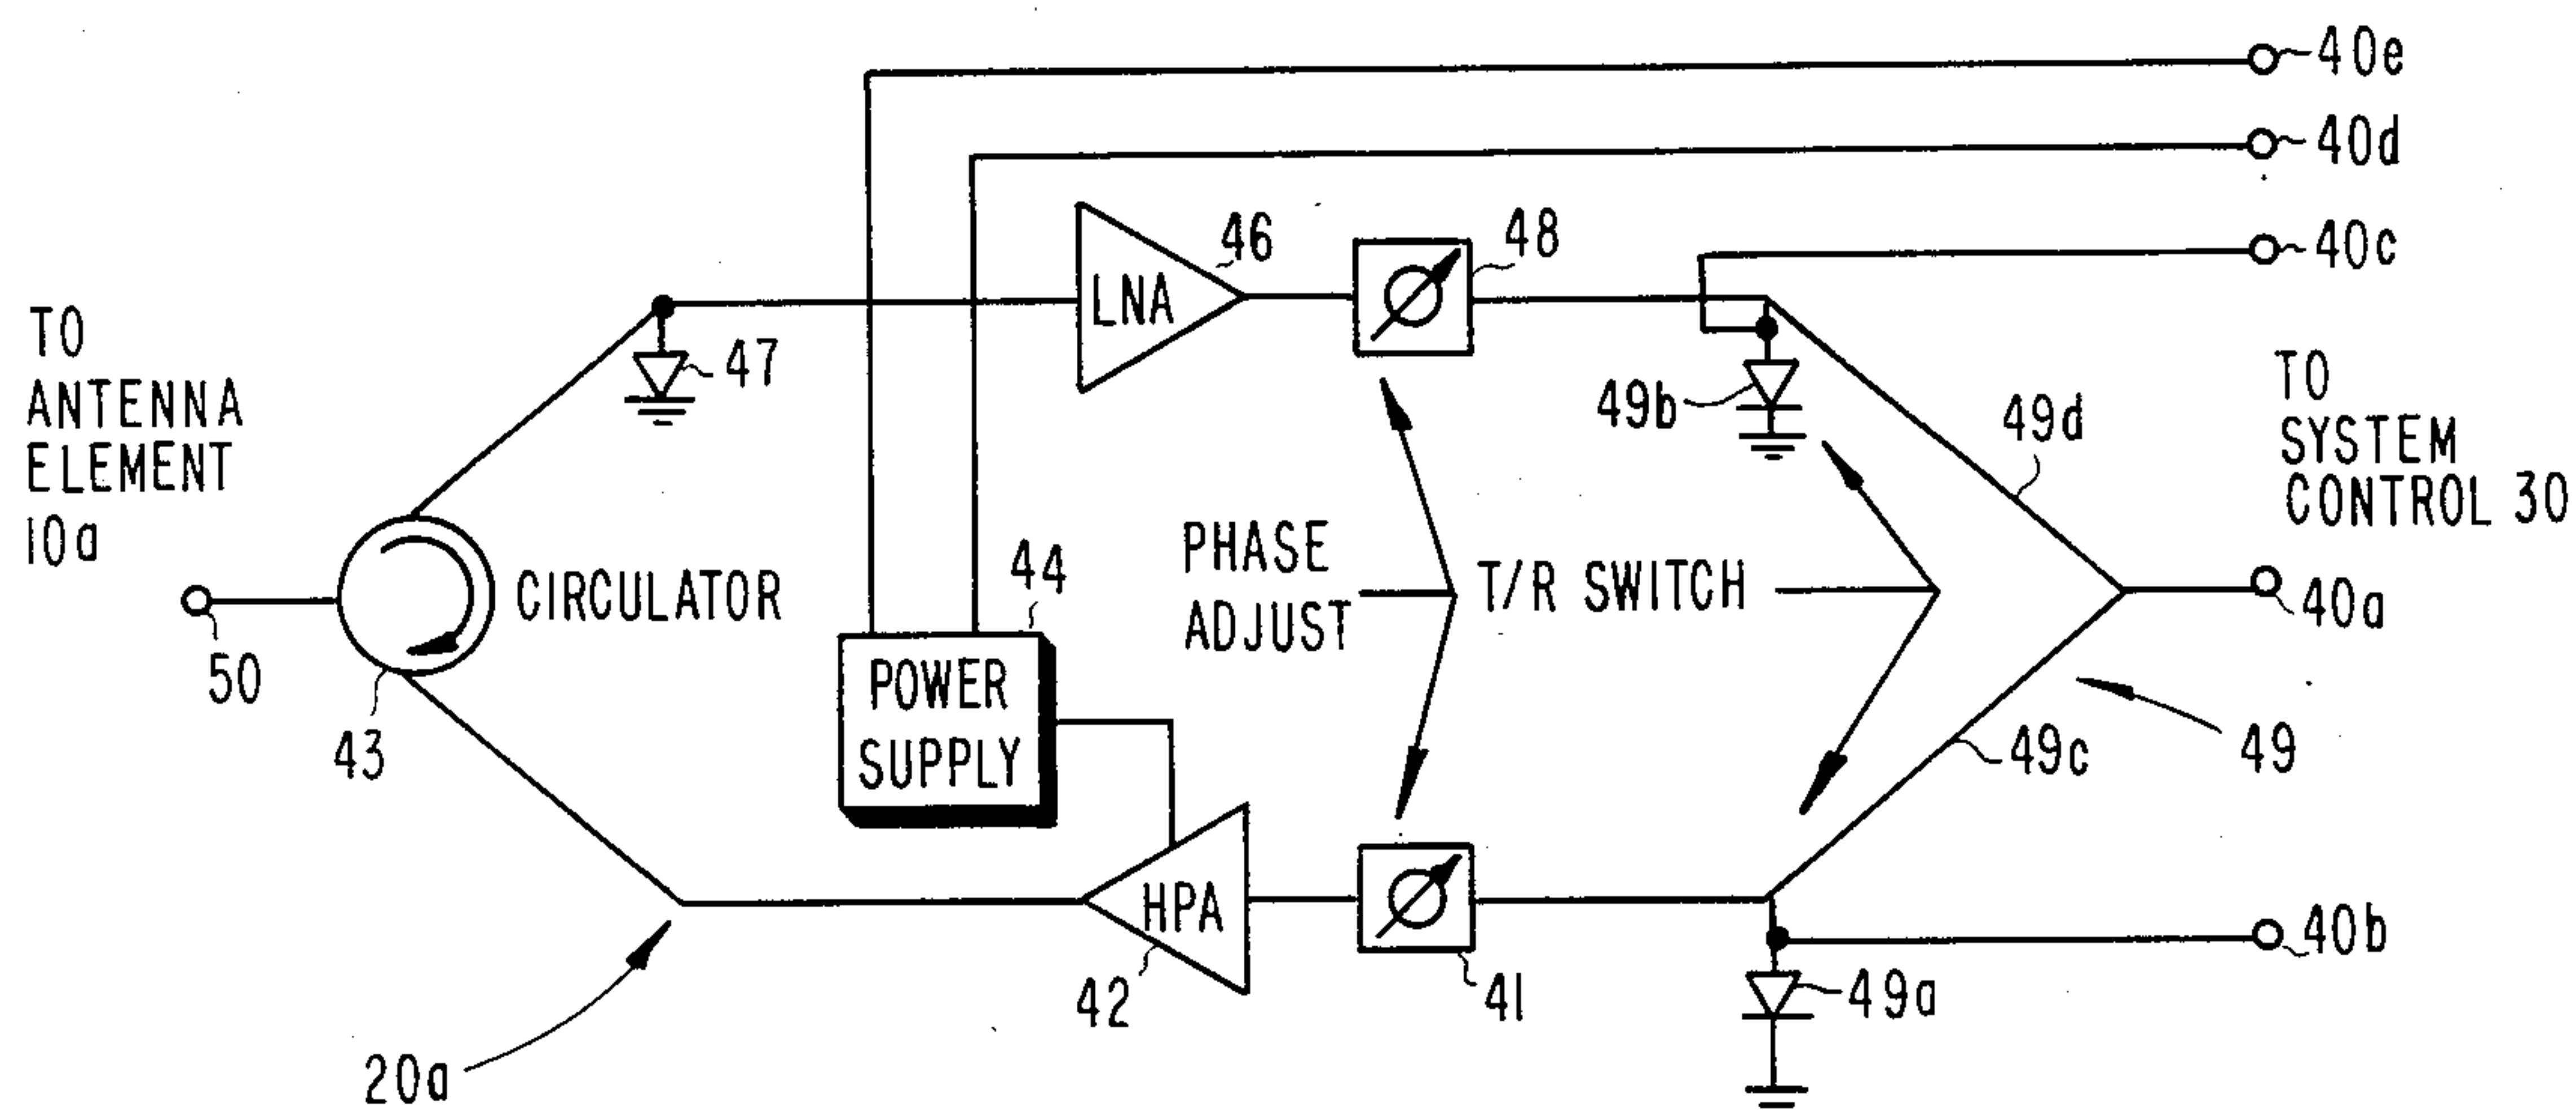 40e
40d
46
48
40c
LNA
TO
ANTENNA
ELEMENT
10a
47
49b
49d
TO
SYSTEM
CONTROL 30
CIRCULATOR
44
PHASE
ADJUST
T/R SWITCH
40a
50
43
POWER
SUPPLY
49c
49
HPA
42
41
40b
49a
20a